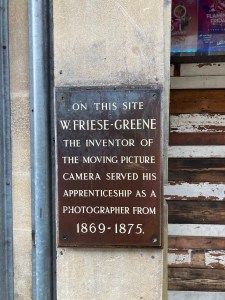 ON THIS SITE
W. FRIESE-GREENE
THE INVENTOR OF
THE MOVING PICTURE
CAMERA SERVED HIS
APPRENTICESHIP AS A
PHOTOGRAPHER FROM
1869-1875.